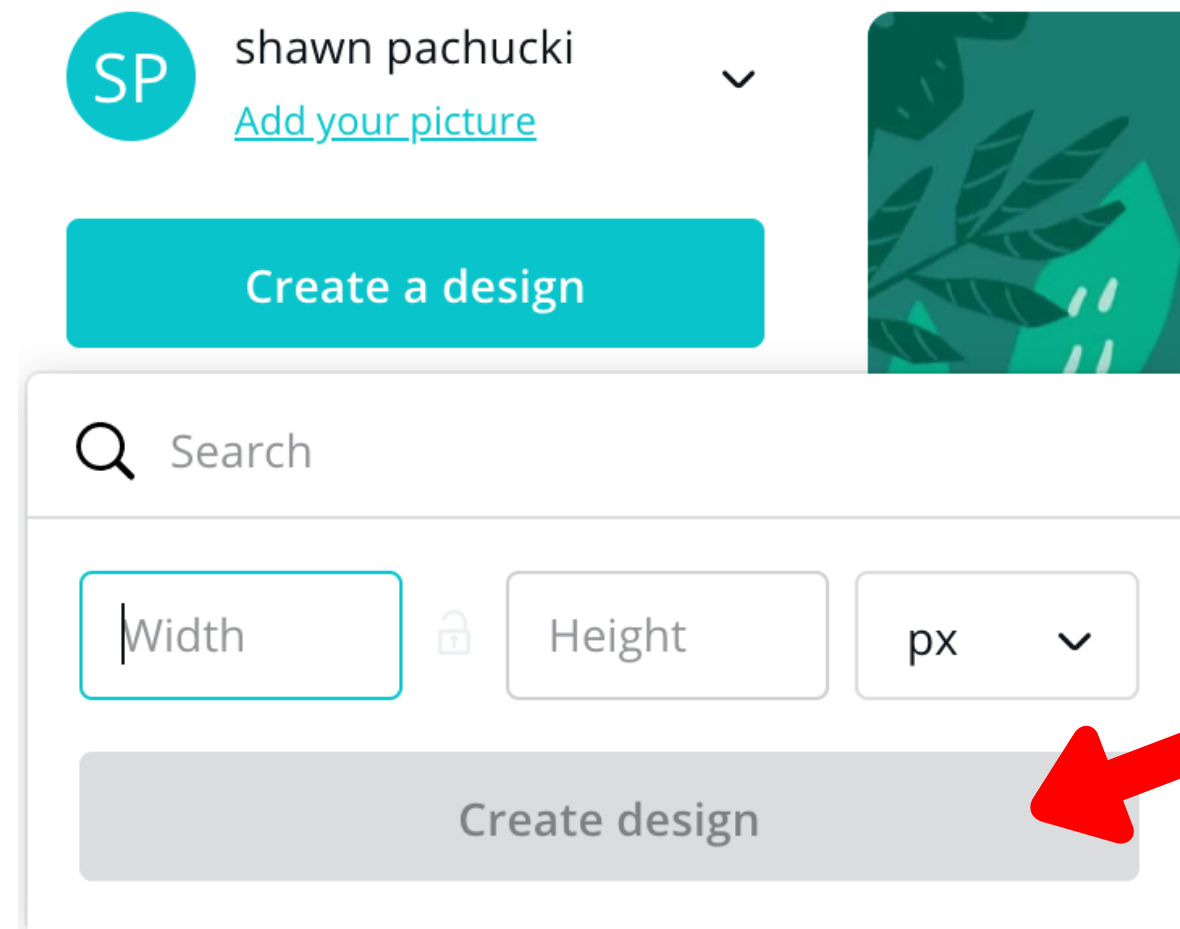 SP
shawn pachucki
Add your picture
Create a design
Search
Width
Height
px
Create design